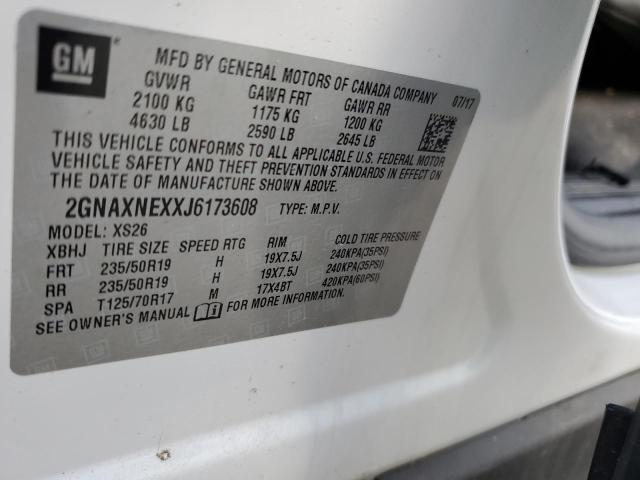 GM
MFD BY GENERAL MOTORS OF CANADA COMPANY 07/17
GVWR GAWR FRT GAWR RR
2100 KG 1175 KG 1200 KG
4630 LB 2590 LB 2645 LB
THIS VEHICLE CONFORMS TO ALL APPLICABLE U.S. FEDERAL MOTOR
VEHICLE SAFETY AND THEFT PREVENTION STANDARDS IN EFFECT ON
THE DATE OF MANUFACTURE SHOWN ABOVE.
2GNAXNEXXJ6173608 TYPE: M.P.V.
MODEL: XS26
XBHJ TIRE SIZE SPEED RTG RIM COLD TIRE PRESSURE
FRT 235/50R19 H 19X7.5J 240KPA(35PSI)
RR 235/50R19 H 19X7.5J 240KPA(35PSI)
SPA T125/70R17 M 17X4BT 420KPA(60PSI)
SEE OWNER'S MANUAL FOR MORE INFORMATION